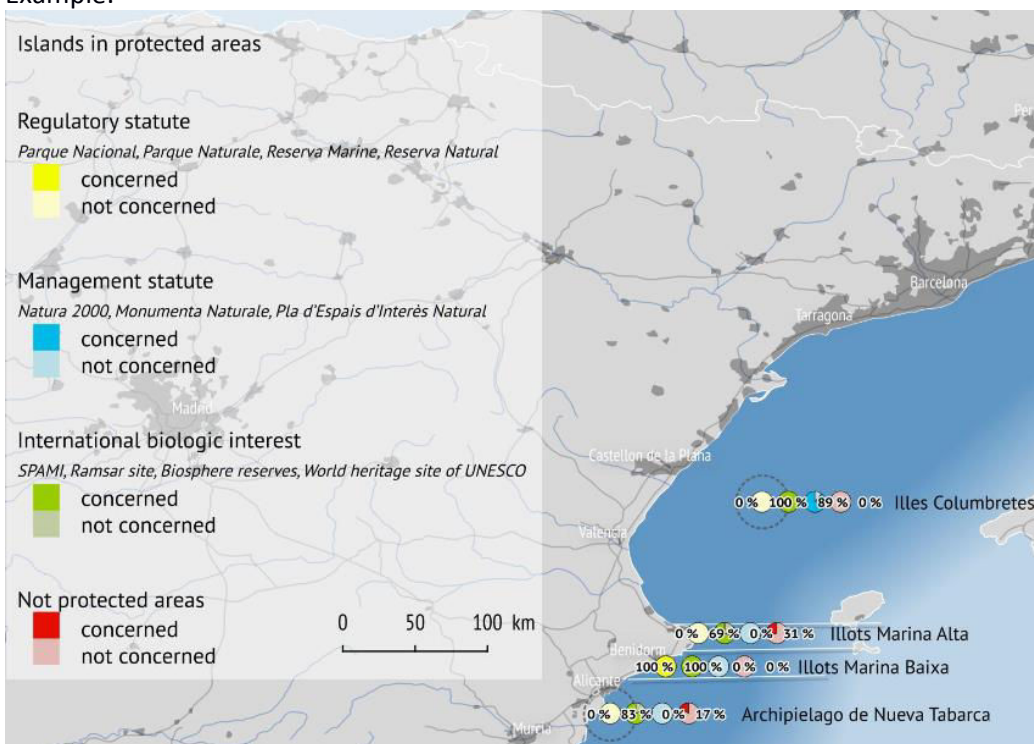 Example:
Islands in protected areas
Regulatory statute
Parque Nacional, Parque Naturale, Reserva Marine, Reserva Natural
concerned
not concerned
Management statute
Natura 2000, Monumenta Naturale, Pla d'Espais d'Interès Natural
concerned
not concerned
International biologic interest
SPAMI, Ramsar site, Biosphere reserves, World heritage site of UNESCO
concerned
not concerned
Not protected areas
concerned
not concerned
0 50 100 km
Madrid
Barcelona
Tarragona
Castellon de la Plana
Valencia
Benidorm
Alicante
Murcia
0 % 100 % 89 % 0 % Illes Columbretes
0 % 69 % 0 % 31 % Illots Marina Alta
100 % 100 % 0 % 0 % Illots Marina Baixa
0 % 83 % 0 % 17 % Archipielago de Nueva Tabarca